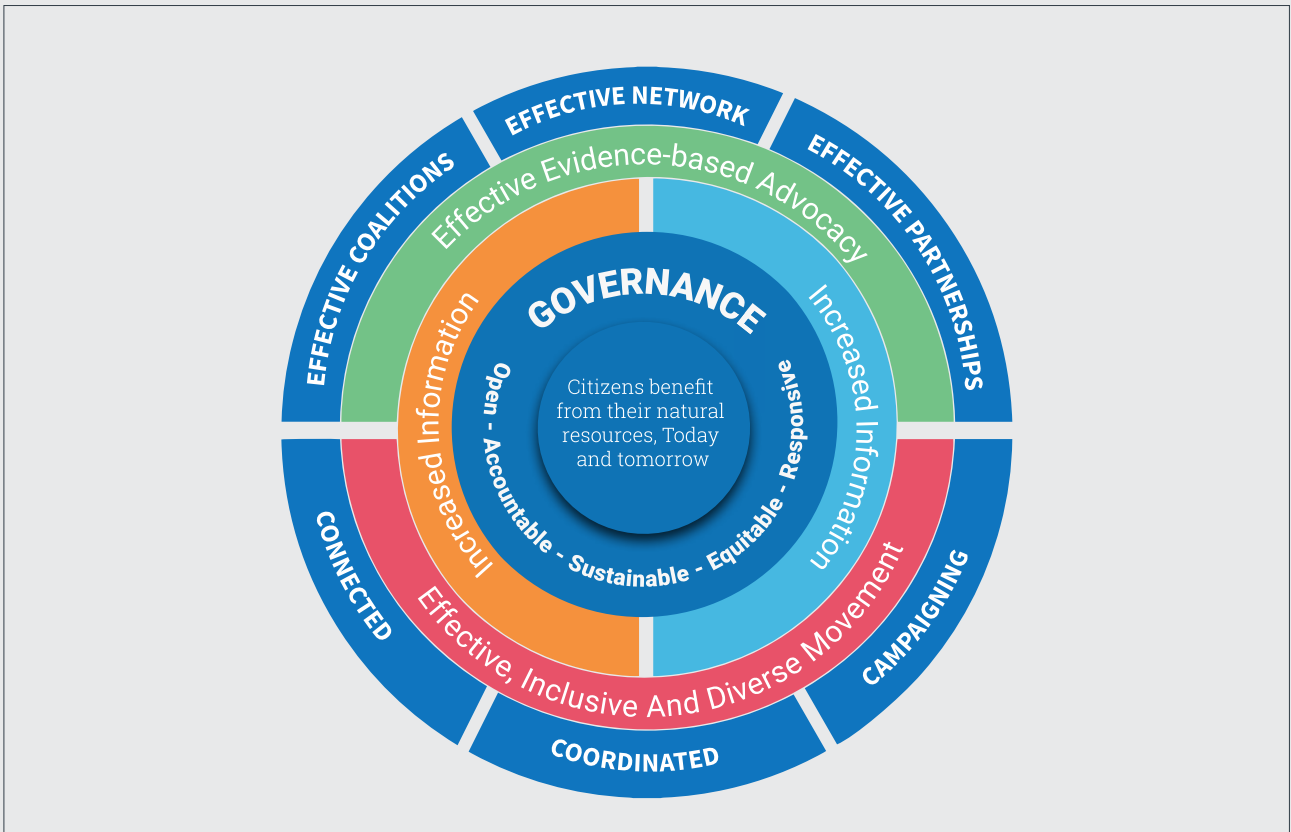 EFFECTIVE COALITIONS
EFFECTIVE NETWORK
EFFECTIVE PARTNERSHIPS
Effective Evidence-based Advocacy
Increased Information
Increased Information
GOVERNANCE
Open - Accountable - Sustainable - Equitable - Responsive
Citizens benefit
from their natural
resources, Today
and tomorrow
Effective, Inclusive And Diverse Movement
CONNECTED
COORDINATED
CAMPAIGNING